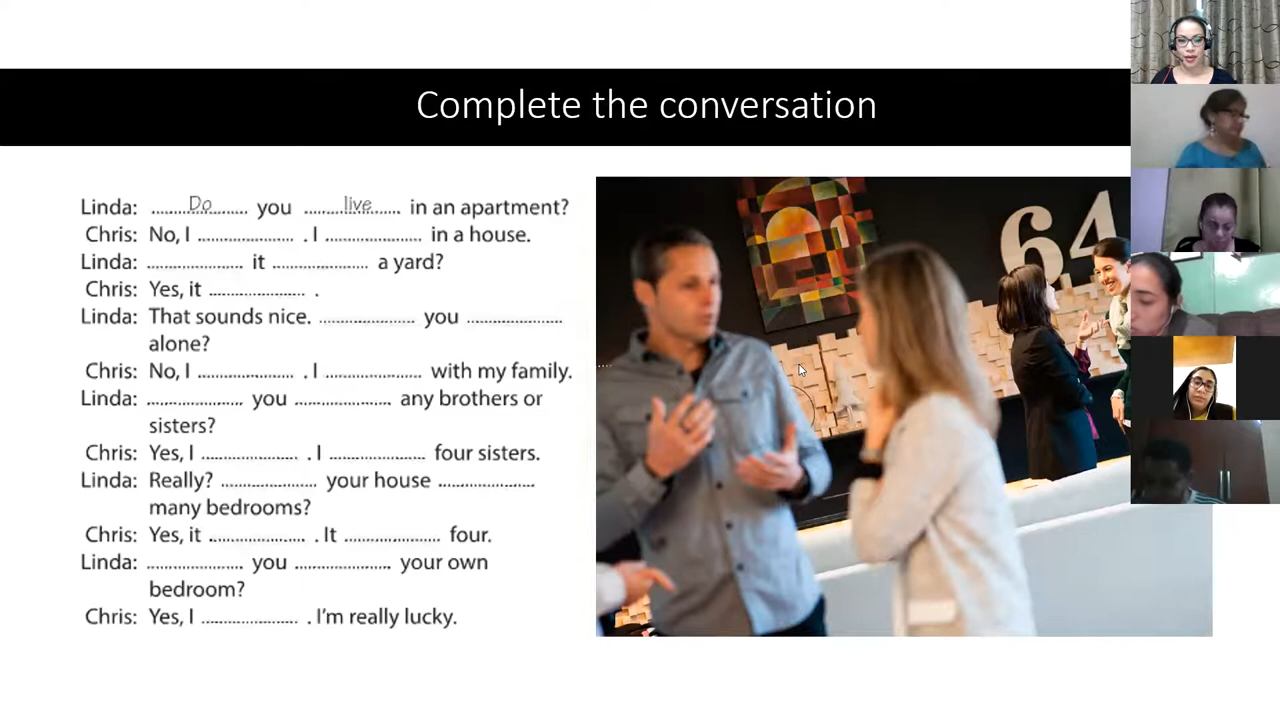 Complete the conversation
Linda: Do you live in an apartment?
Chris: No, I .................... . I .................... in a house.
Linda: .................... it .................... a yard?
Chris: Yes, it .................... .
Linda: That sounds nice. .................... you ....................
alone?
Chris: No, I .................... . I .................... with my family.
Linda: .................... you .................... any brothers or
sisters?
Chris: Yes, I .................... . I .................... four sisters.
Linda: Really? .................... your house ....................
many bedrooms?
Chris: Yes, it .................... . It .................... four.
Linda: .................... you .................... your own
bedroom?
Chris: Yes, I .................... . I'm really lucky.
64